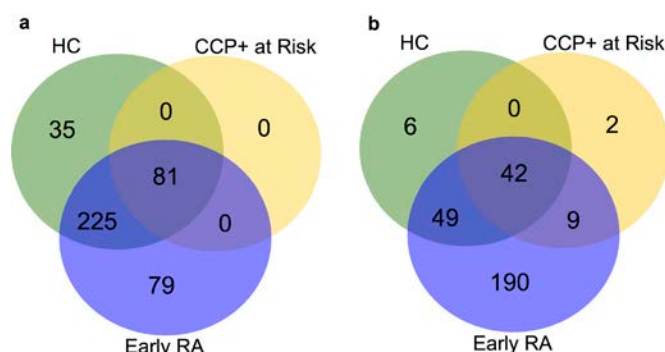 a
b
HC
CCP+ at Risk
HC
CCP+ at Risk
35
0
0
6
0
2
81
42
225
0
49
9
79
190
Early RA
Early RA